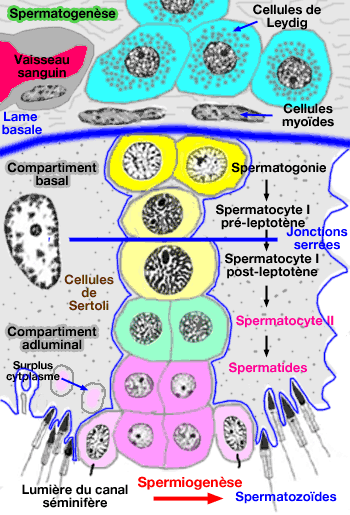 Spermatogenèse
Cellules de
Leydig
Vaisseau
sanguin
Lame
basale
Cellules
myoïdes
Compartiment
basal
Spermatogonie
Spermatocyte I
pré-leptotène
Jonctions
serrées
Spermatocyte I
post-leptotène
Cellules
de
Sertoli
Spermatocyte II
Compartiment
adluminal
Spermatides
Surplus
cytplasme
Lumière du canal
séminifère
Spermiogenèse
Spermatozoïdes